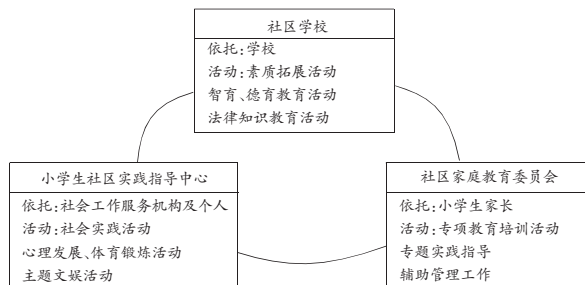 社区学校
依托:学校
活动:素质拓展活动
智育、德育教育活动
法律知识教育活动
小学生社区实践指导中心
依托:社会工作服务机构及个人
活动:社会实践活动
心理发展、体育锻炼活动
主题文娱活动
社区家庭教育委员会
依托:小学生家长
活动:专项教育培训活动
专题实践指导
辅助管理工作